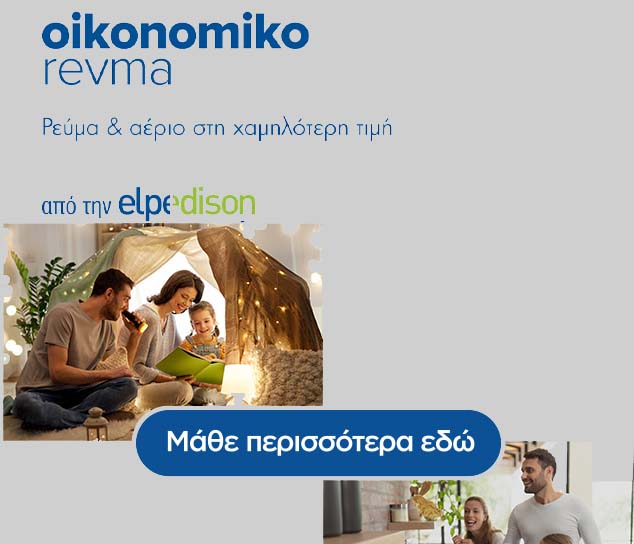 oikonomiko
revma
Ρεύμα & αέριο στη χαμηλότερη τιμή
από την elpedison
Μάθε περισσότερα εδώ